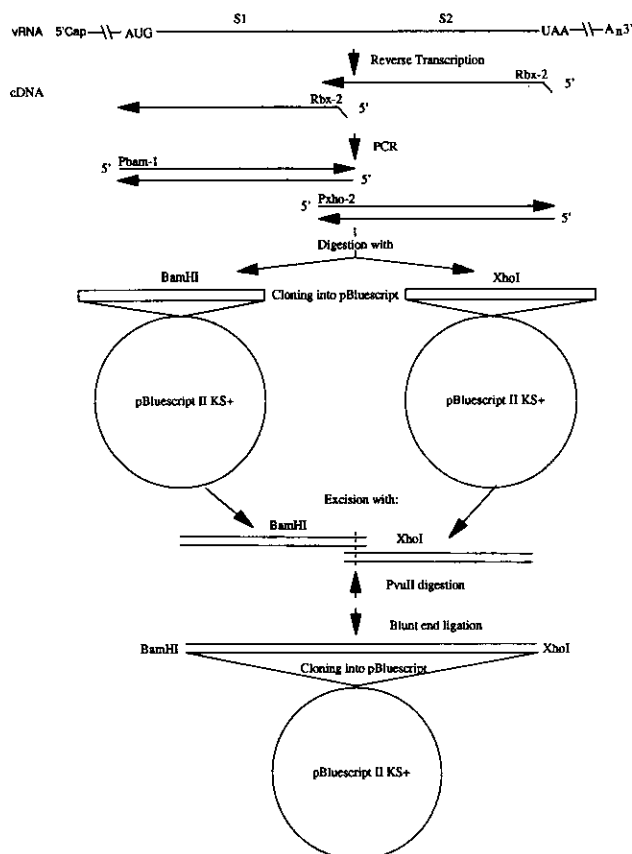 S1 S2
vRNA 5'Cap AUG UAA An3'
Reverse Transcription
Rbx-2
5'
cDNA
Rbx-2
5'
PCR
5' Pbam-1
5'
5' Pxho-2
5'
Digestion with
BamHI XhoI
Cloning into pBluescript
pBluescript II KS+ pBluescript II KS+
Excision with:
BamHI
XhoI
PvuII digestion
Blunt end ligation
BamHI XhoI
Cloning into pBluescript
pBluescript II KS+